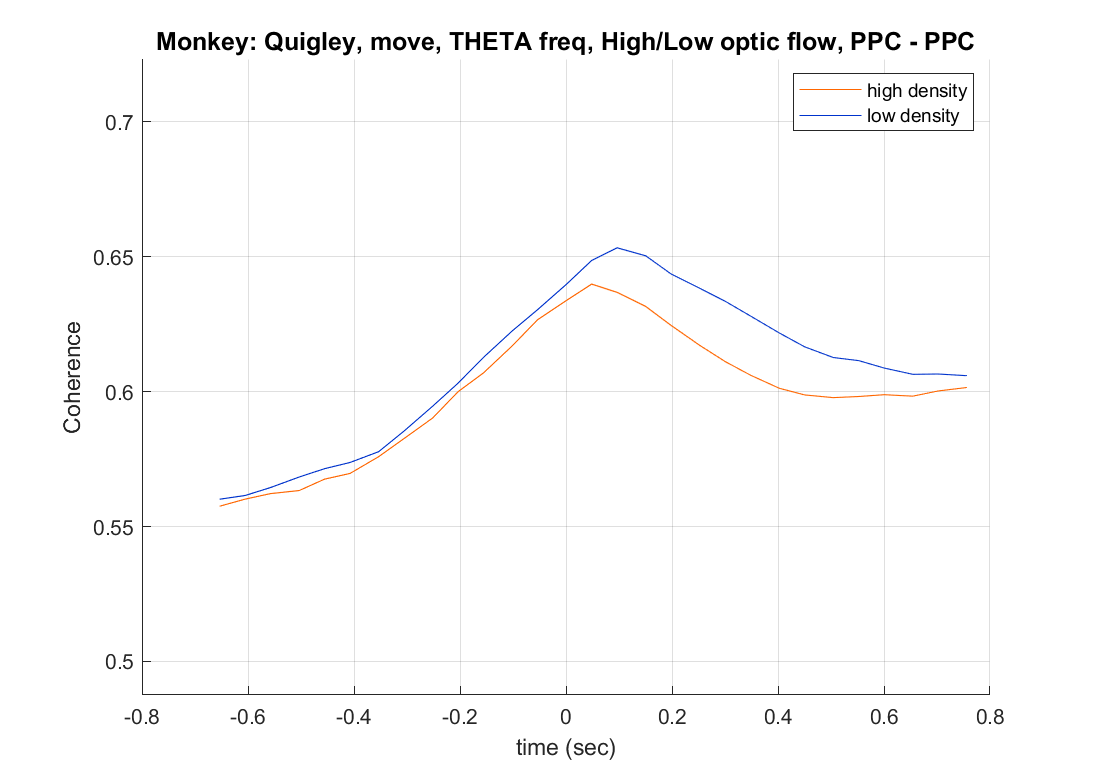 Monkey: Quigley, move, THETA freq, High/Low optic flow, PPC - PPC
high density
low density
0.7
0.65
0.6
0.55
0.5
Coherence
-0.8 -0.6 -0.4 -0.2 0 0.2 0.4 0.6 0.8
time (sec)